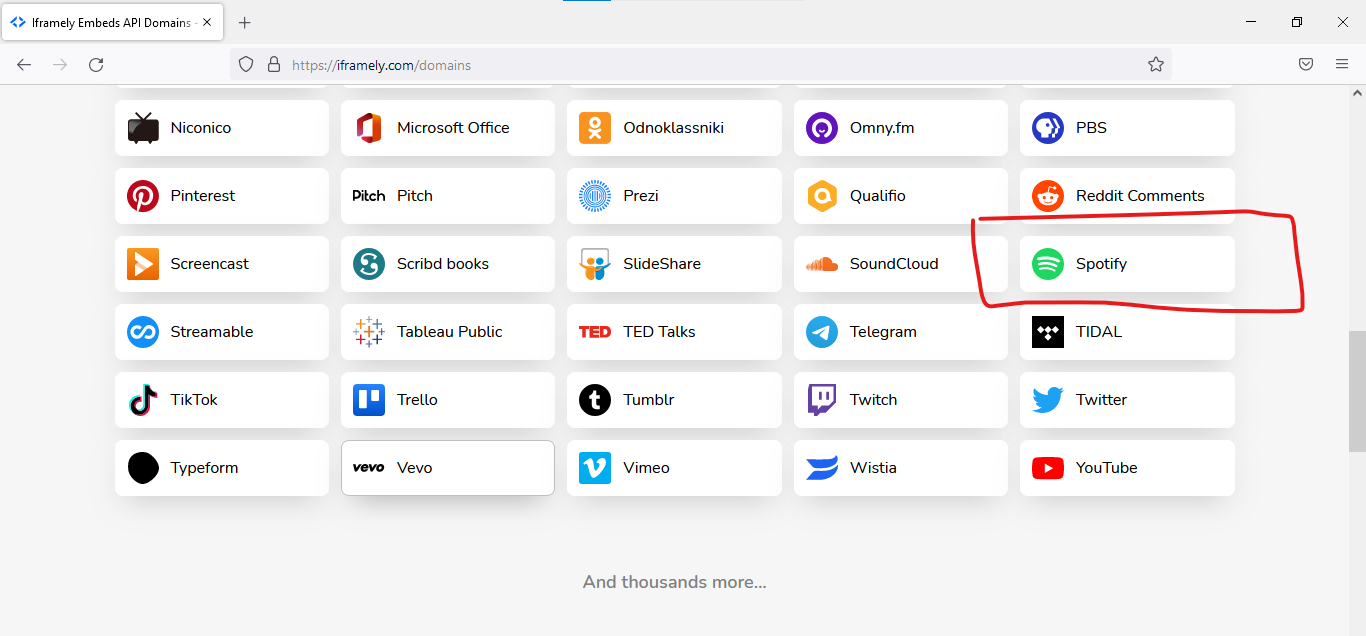 Iframely Embeds API Domains -
https://iframely.com/domains
Niconico
Microsoft Office
Odnoklassniki
Omny.fm
PBS
Pinterest
Pitch Pitch
Prezi
Qualifio
Reddit Comments
Screencast
Scribd books
SlideShare
SoundCloud
Spotify
Streamable
Tableau Public
TED TED Talks
Telegram
TIDAL
TikTok
Trello
t Tumblr
Twitch
Twitter
Typeform
vevo Vevo
Vimeo
Wistia
YouTube
And thousands more...